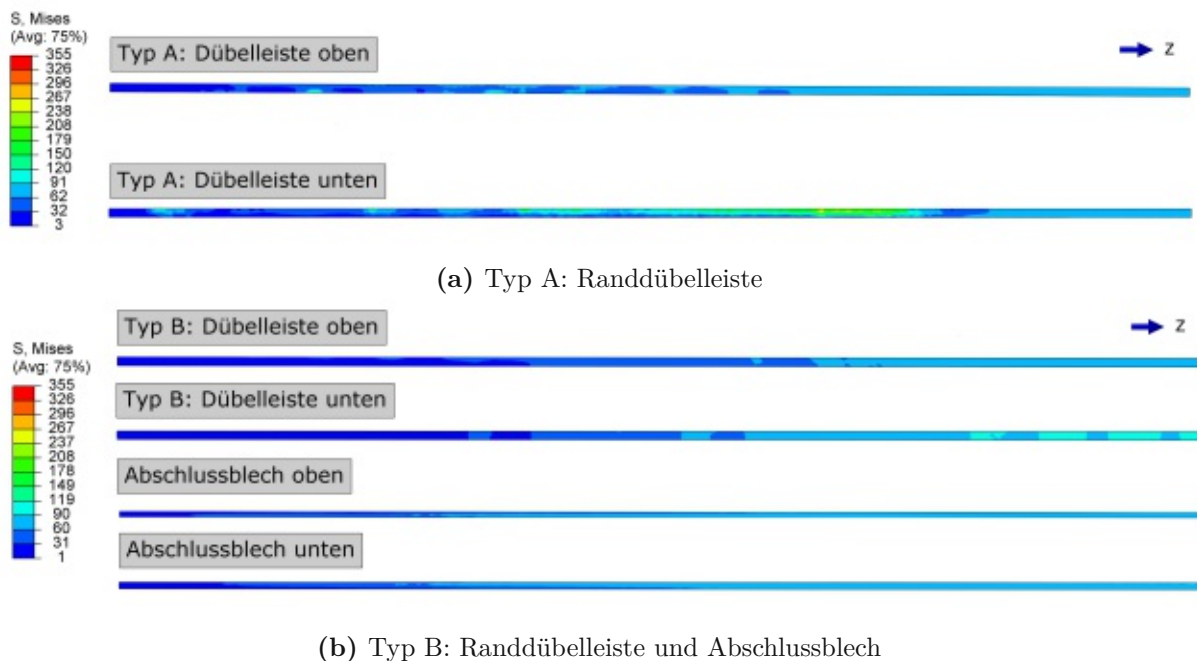 S, Mises
(Avg: 75%)
355
326
296
267
238
208
179
150
120
91
62
32
3
Typ A: Dübelleiste oben
Z
Typ A: Dübelleiste unten
(a) Typ A: Randdübelleiste
Typ B: Dübelleiste oben
Z
S, Mises
(Avg: 75%)
355
326
296
267
237
208
178
149
119
90
60
31
1
Typ B: Dübelleiste unten
Abschlussblech oben
Abschlussblech unten
(b) Typ B: Randdübelleiste und Abschlussblech